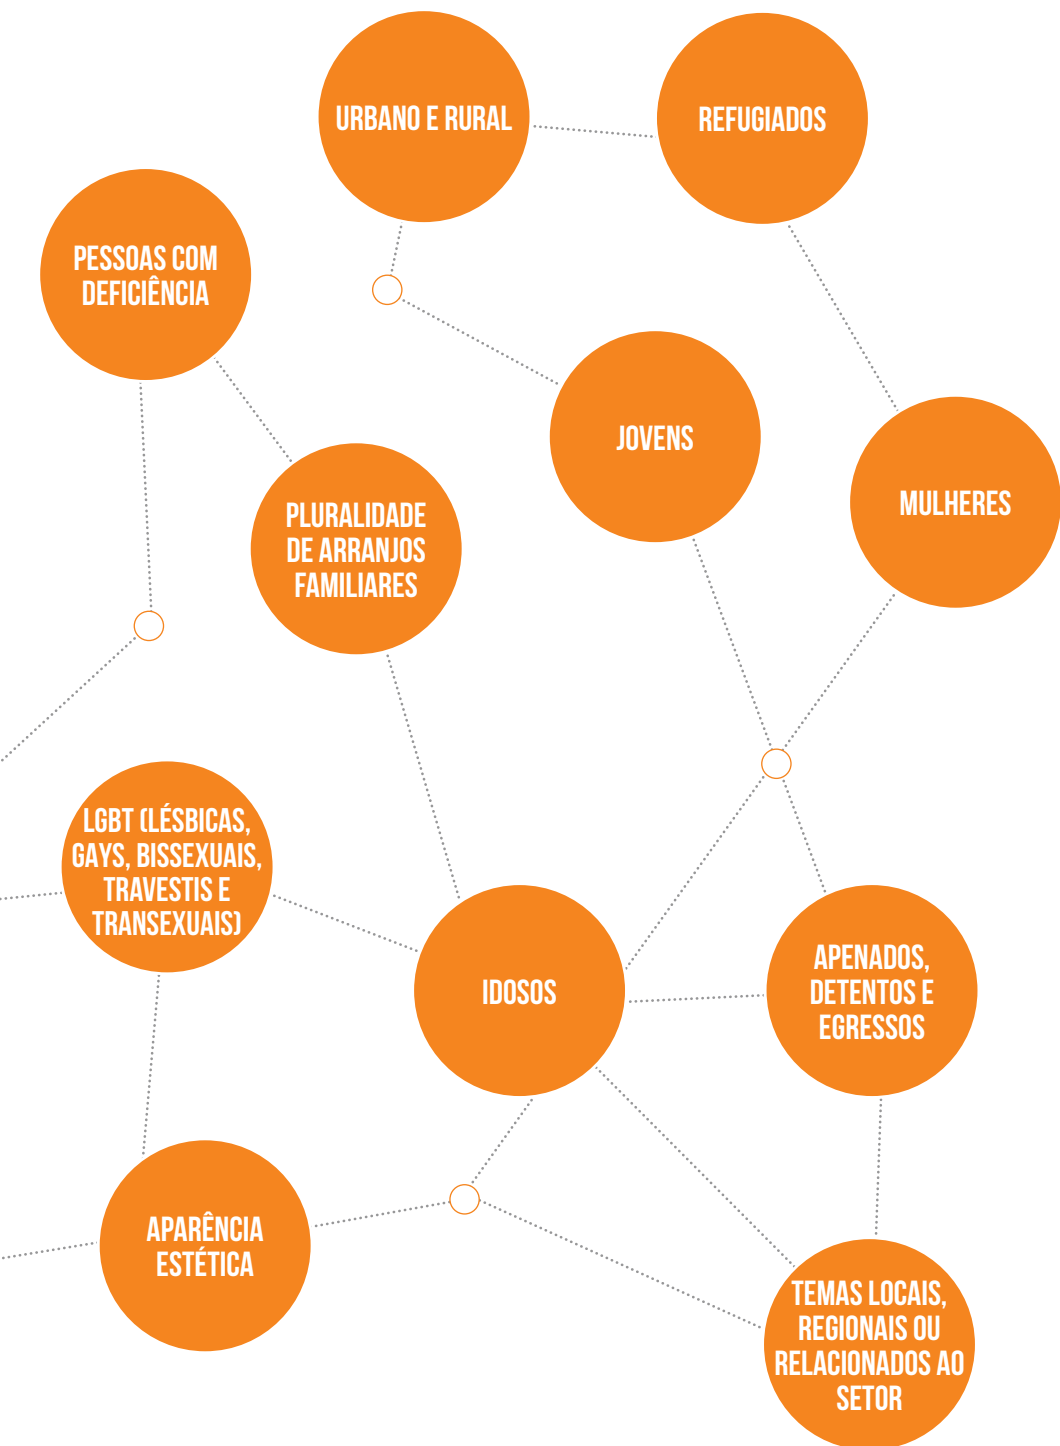 URBANO E RURAL
REFUGIADOS
PESSOAS COM
DEFICIÊNCIA
JOVENS
MULHERES
PLURALIDADE
DE ARRANJOS
FAMILIARES
LGBT (LÉSBICAS,
GAYS, BISSEXUAIS,
TRAVESTIS E
TRANSEXUAIS)
IDOSOS
APENADOS,
DETENTOS E
EGRESSOS
APARÊNCIA
ESTÉTICA
TEMAS LOCAIS,
REGIONAIS OU
RELACIONADOS AO
SETOR